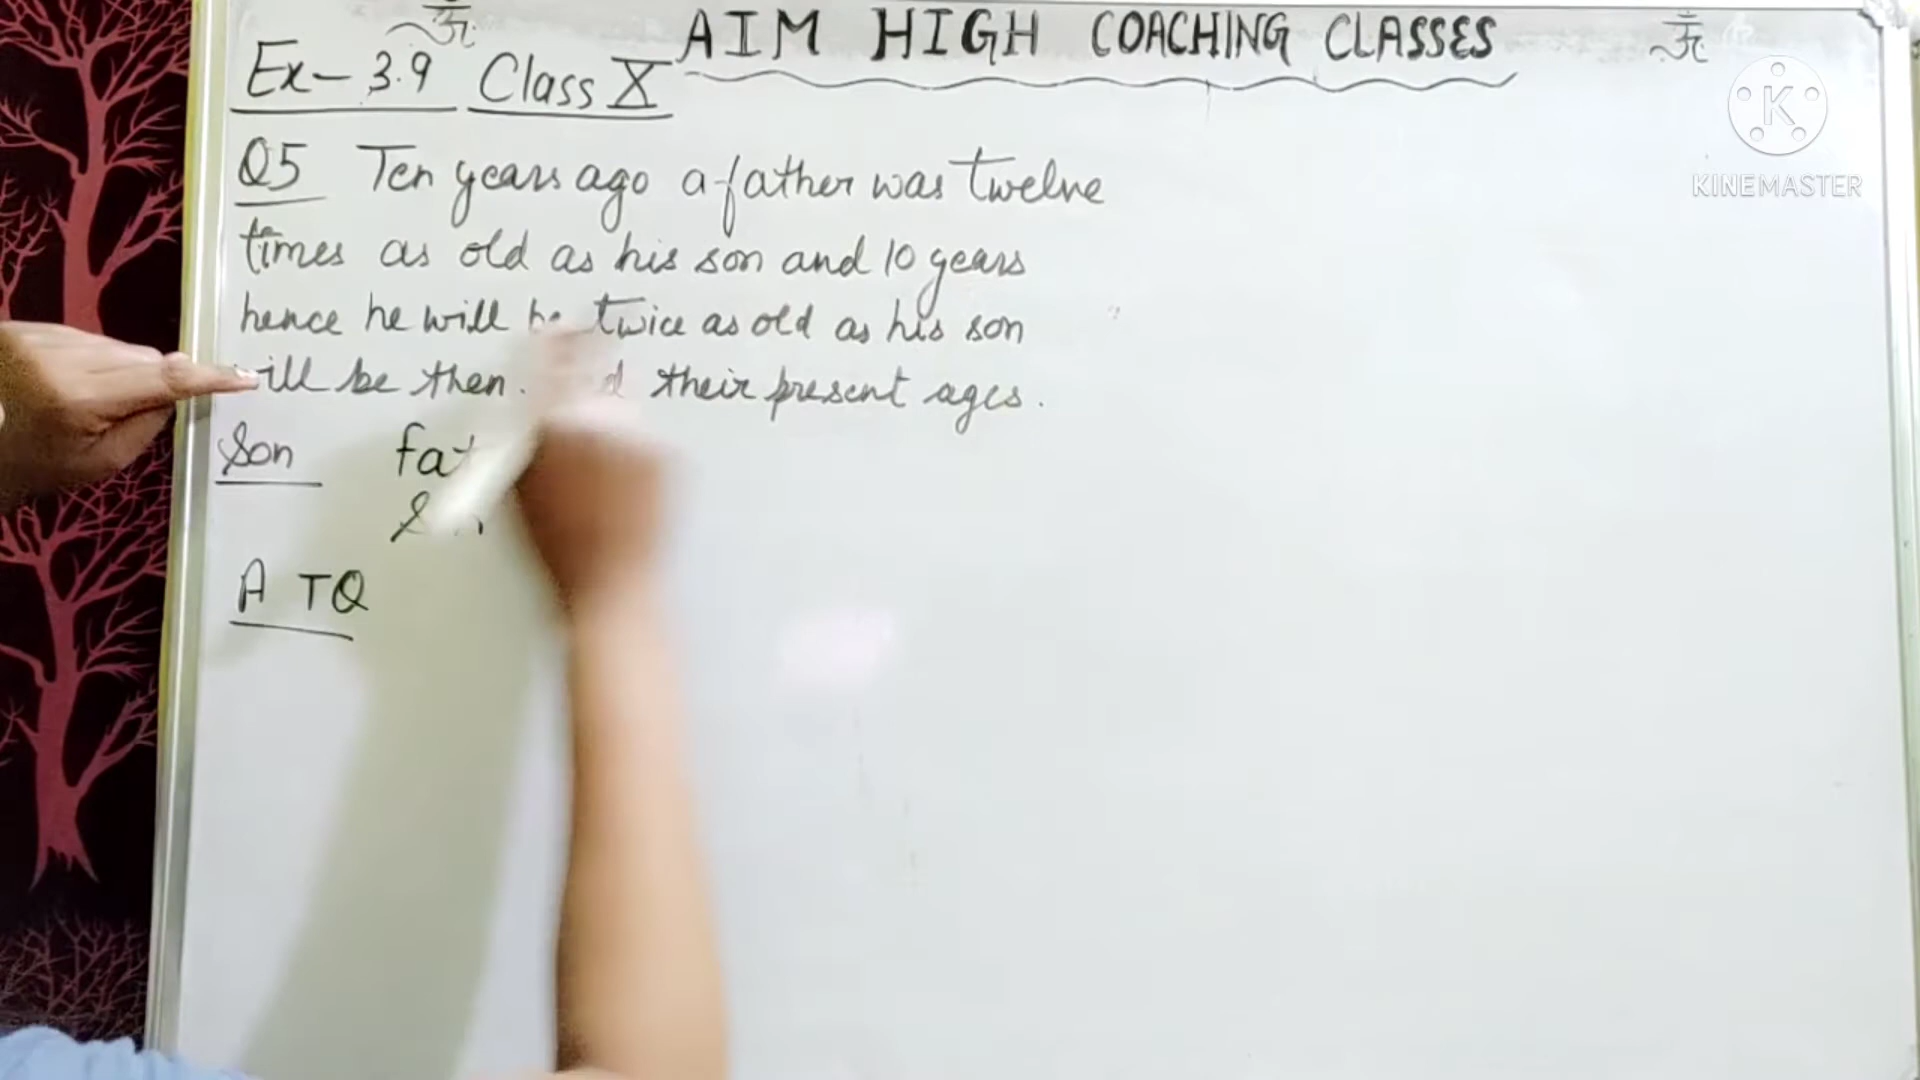 AIM HIGH COACHING CLASSES
Ex-3.9 Class X
KINEMASTER
Q5 Ten years ago a father was twelve
times as old as his son and 10 years
hence he will be twice as old as his son
will be then. their present ages.
Son
A TQ